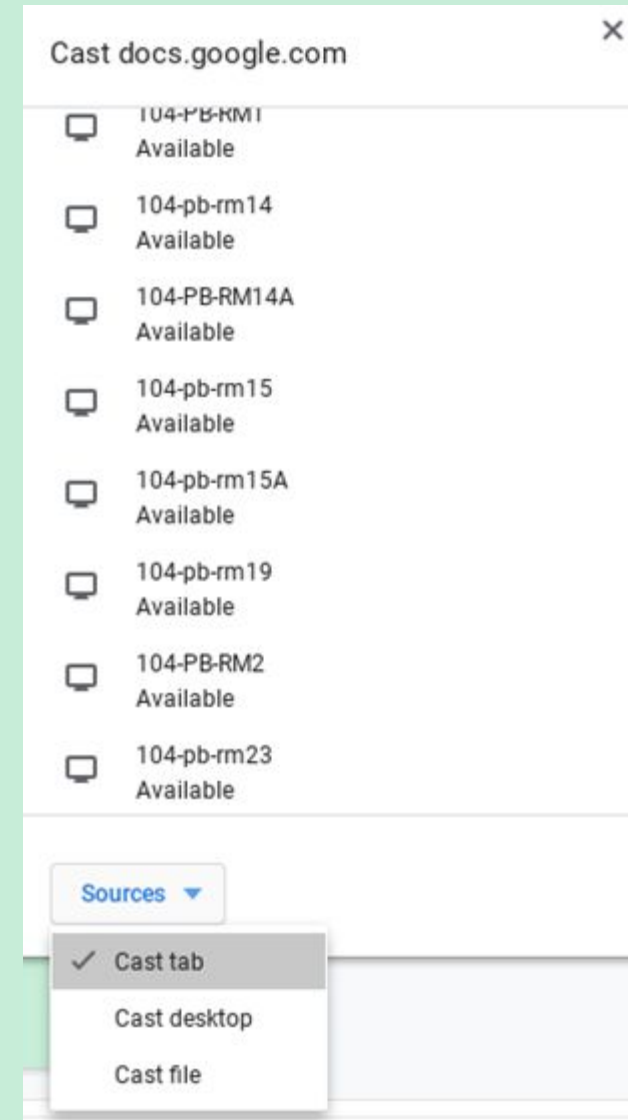 Cast docs.google.com
104-PB-RM1
Available
104-pb-rm14
Available
104-PB-RM14A
Available
104-pb-rm15
Available
104-pb-rm15A
Available
104-pb-rm19
Available
104-PB-RM2
Available
104-pb-rm23
Available
Sources
Cast tab
Cast desktop
Cast file